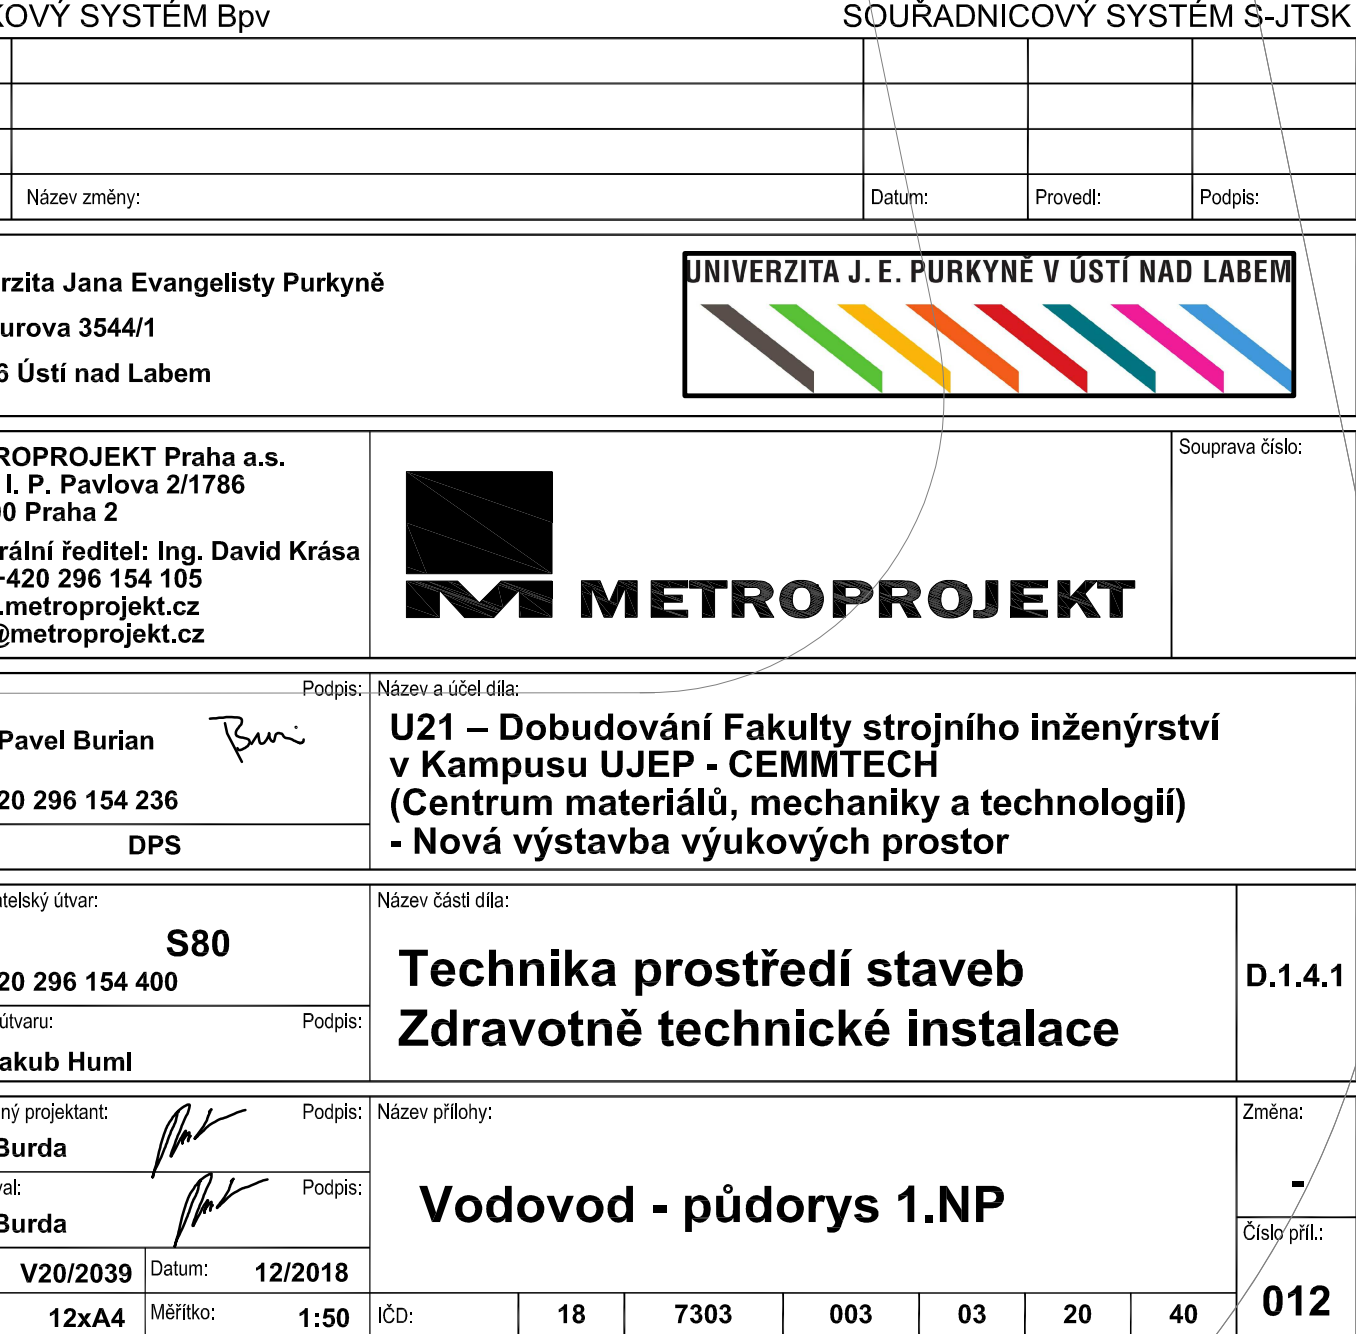 KOVÝ SYSTÉM Bpv SOUŘADNICOVÝ SYSTÉM S-JTSK
Název změny: Datum: Provedl: Podpis:
rzita Jana Evangelisty Purkyně
urova 3544/1
6 Ústí nad Labem
UNIVERZITA J. E. PURKYNĚ V ÚSTÍ NAD LABEM
ROPROJEKT Praha a.s.
I. P. Pavlova 2/1786
00 Praha 2
rální ředitel: Ing. David Krása
+420 296 154 105
.metroprojekt.cz
@metroprojekt.cz
METROPROJEKT
Souprava číslo:
Podpis:
Pavel Burian
20 296 154 236
DPS
Název a účel díla:
U21 – Dobudování Fakulty strojního inženýrství
v Kampusu UJEP - CEMMTECH
(Centrum materiálů, mechaniky a technologií)
- Nová výstavba výukových prostor
telský útvar:
S80
20 296 154 400
útvaru: Podpis:
akub Huml
Název části díla:
Technika prostředí staveb
Zdravotně technické instalace
D.1.4.1
ný projektant: Podpis:
Burda
val: Podpis:
Burda
Název přílohy:
Vodovod - půdorys 1.NP
Změna:
-
Číslo příl.:
012
V20/2039 Datum: 12/2018
12xA4 Měřítko: 1:50
IČD: 18 7303 003 03 20 40